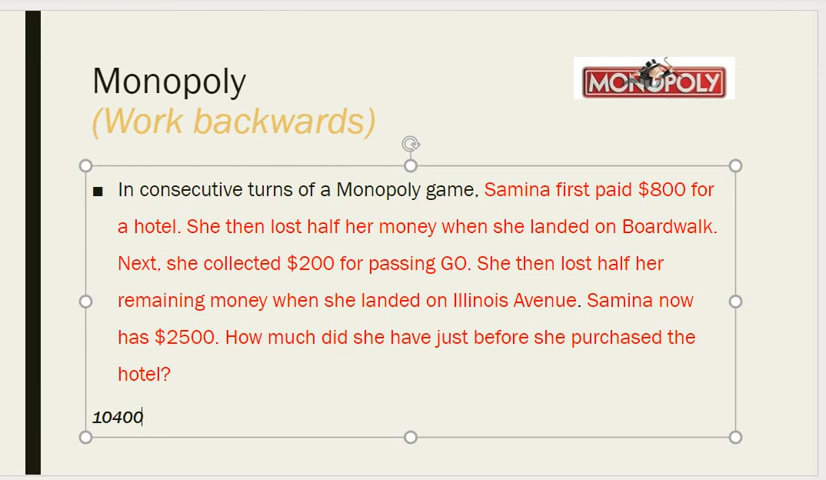 Monopoly
MONOPOLY
(Work backwards)
■ In consecutive turns of a Monopoly game, Samina first paid $800 for
a hotel. She then lost half her money when she landed on Boardwalk.
Next, she collected $200 for passing GO. She then lost half her
remaining money when she landed on Illinois Avenue. Samina now
has $2500. How much did she have just before she purchased the
hotel?
10400